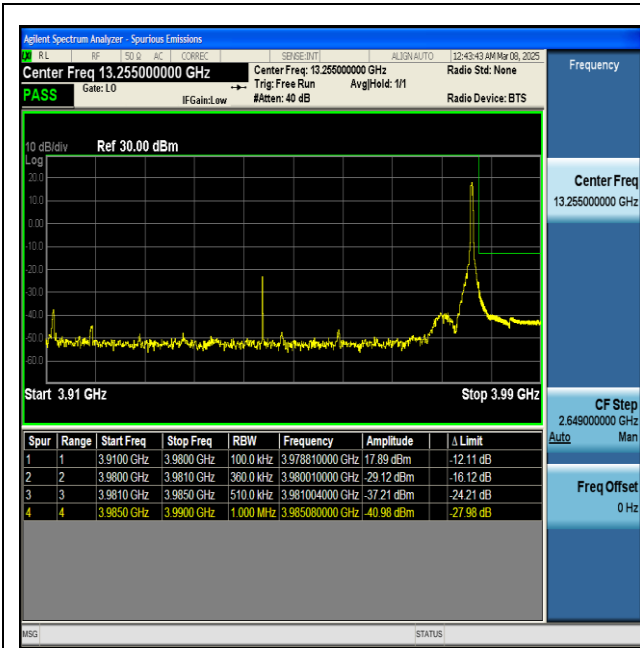 Agilent Spectrum Analyzer - Spurious Emissions
RL RF 50 Ω AC CORREC SENSE:INT ALIGN AUTO 12:43:43 AM Mar 08, 2025
Center Freq 13.255000000 GHz Center Freq: 13.255000000 GHz Radio Std: None
PASS Gate: LO Trig: Free Run Avg|Hold: 1/1
IFGain:Low #Atten: 40 dB Radio Device: BTS
10 dB/div Ref 30.00 dBm
Log
20.0
10.0
0.00
-10.0
-20.0
-30.0
-40.0
-50.0
-60.0
Start 3.91 GHz Stop 3.99 GHz
Spur Range Start Freq Stop Freq RBW Frequency Amplitude Δ Limit
1 1 3.9100 GHz 3.9800 GHz 100.0 kHz 3.978810000 GHz 17.89 dBm -12.11 dB
2 2 3.9800 GHz 3.9810 GHz 360.0 kHz 3.980010000 GHz -29.12 dBm -16.12 dB
3 3 3.9810 GHz 3.9850 GHz 510.0 kHz 3.981004000 GHz -37.21 dBm -24.21 dB
4 4 3.9850 GHz 3.9900 GHz 1.000 MHz 3.985080000 GHz -40.98 dBm -27.98 dB
MSG STATUS
Frequency
Center Freq
13.255000000 GHz
CF Step
2.649000000 GHz
Auto Man
Freq Offset
0 Hz